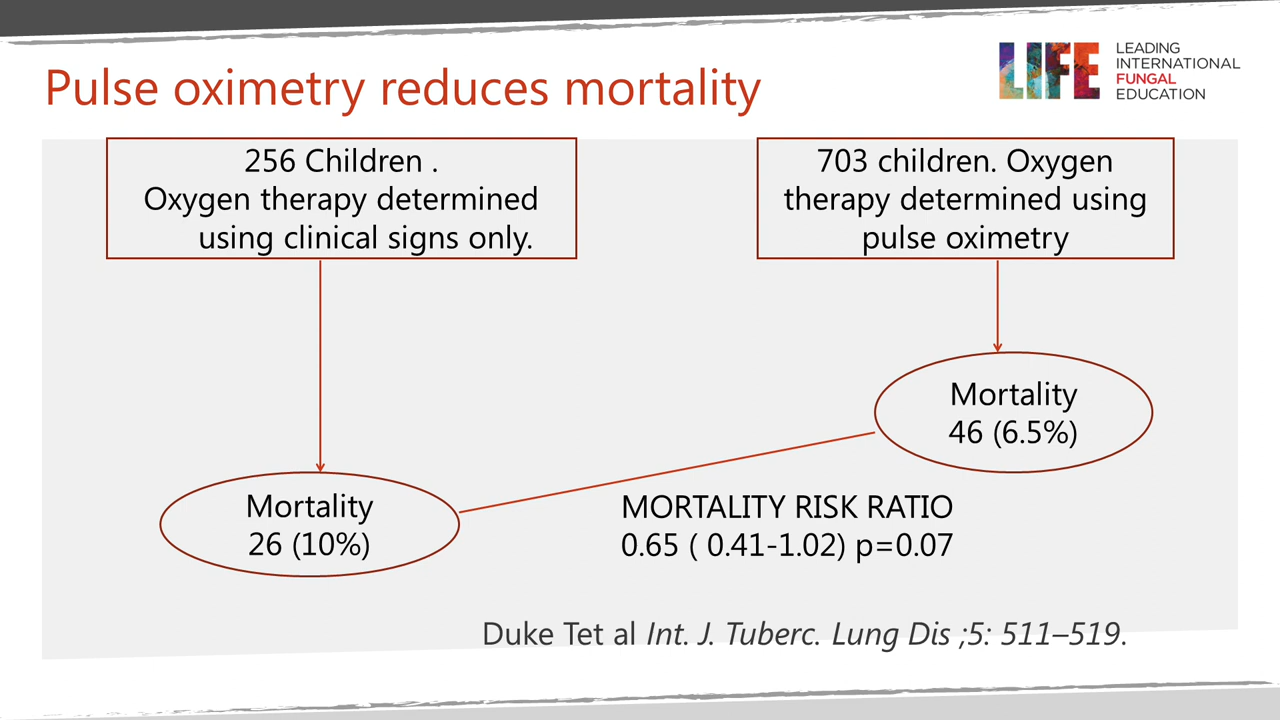 Pulse oximetry reduces mortality
LIFE
LEADING
INTERNATIONAL
FUNGAL
EDUCATION
256 Children .
Oxygen therapy determined
using clinical signs only.
703 children. Oxygen
therapy determined using
pulse oximetry
Mortality
46 (6.5%)
Mortality
26 (10%)
MORTALITY RISK RATIO
0.65 ( 0.41-1.02) p=0.07
Duke Tet al Int. J. Tuberc. Lung Dis ;5: 511–519.